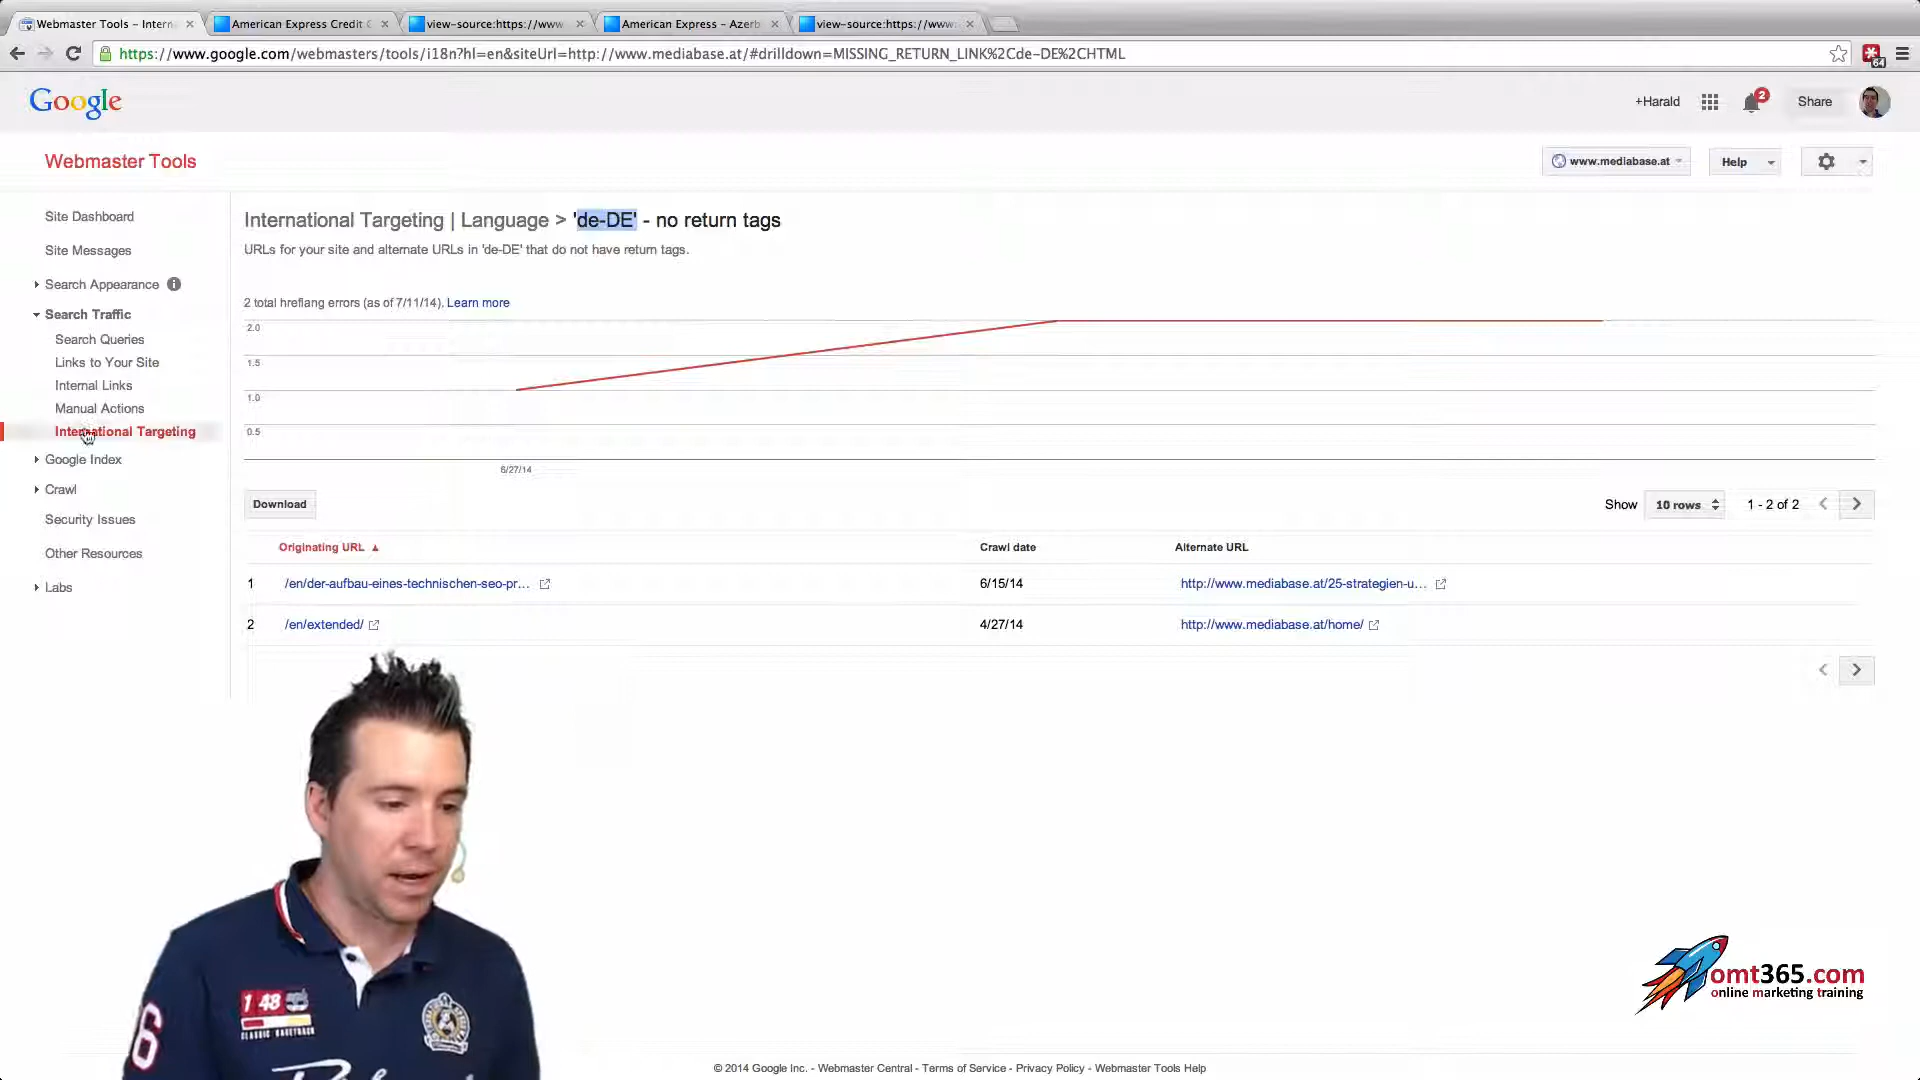 Webmaster Tools - Intern
American Express Credit C
view-source:https://www
American Express - Azerb
view-source:https://www
https://www.google.com/webmasters/tools/i18n?hl=en&siteUrl=http://www.mediabase.at/#drilldown=MISSING_RETURN_LINK%2Cde-DE%2CHTML
64
Google
+Harald
2
Share
Webmaster Tools
www.mediabase.at
Help
Site Dashboard
Site Messages
Search Appearance
Search Traffic
Search Queries
Links to Your Site
Internal Links
Manual Actions
International Targeting
Google Index
Crawl
Security Issues
Other Resources
Labs
International Targeting | Language > 'de-DE' - no return tags
URLs for your site and alternate URLs in 'de-DE' that do not have return tags.
2 total hreflang errors (as of 7/11/14). Learn more
2.0
1.5
1.0
0.5
6/27/14
Download
Show
10 rows
1 - 2 of 2
Originating URL ▲
Crawl date
Alternate URL
1 /en/der-aufbau-eines-technischen-seo-pr... 6/15/14 http://www.mediabase.at/25-strategien-u...
2 /en/extended/ 4/27/14 http://www.mediabase.at/home/
1 48
CLASSIC RACETRACK
6
omt365.com
online marketing training
© 2014 Google Inc. - Webmaster Central - Terms of Service - Privacy Policy - Webmaster Tools Help